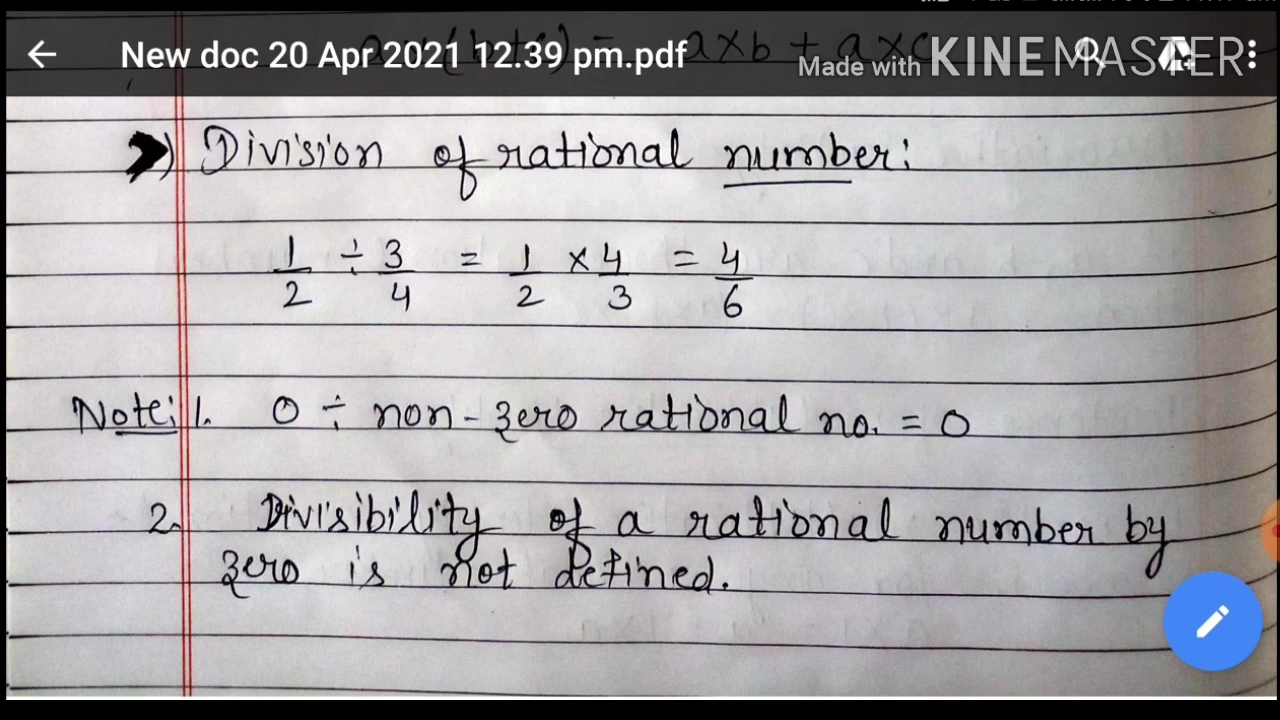 New doc 20 Apr 2021 12.39 pm.pdf
Made with KINEMASTER
a×b + a×c
) Division of rational number:
1/2 ÷ 3/4 = 1/2 × 4/3 = 4/6
Note: 1. 0 ÷ non-zero rational no. = 0
2. Divisibility of a rational number by
zero is not defined.